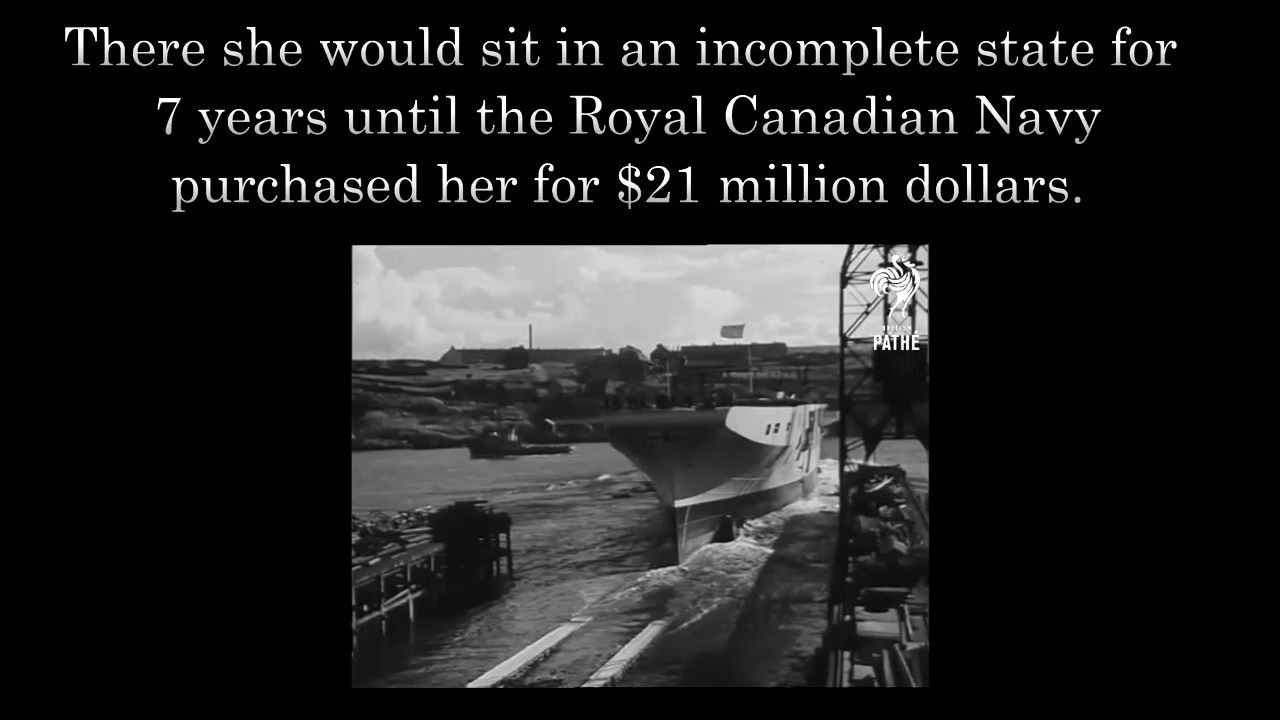 There she would sit in an incomplete state for
7 years until the Royal Canadian Navy
purchased her for $21 million dollars.
BRITISH
PATHÉ